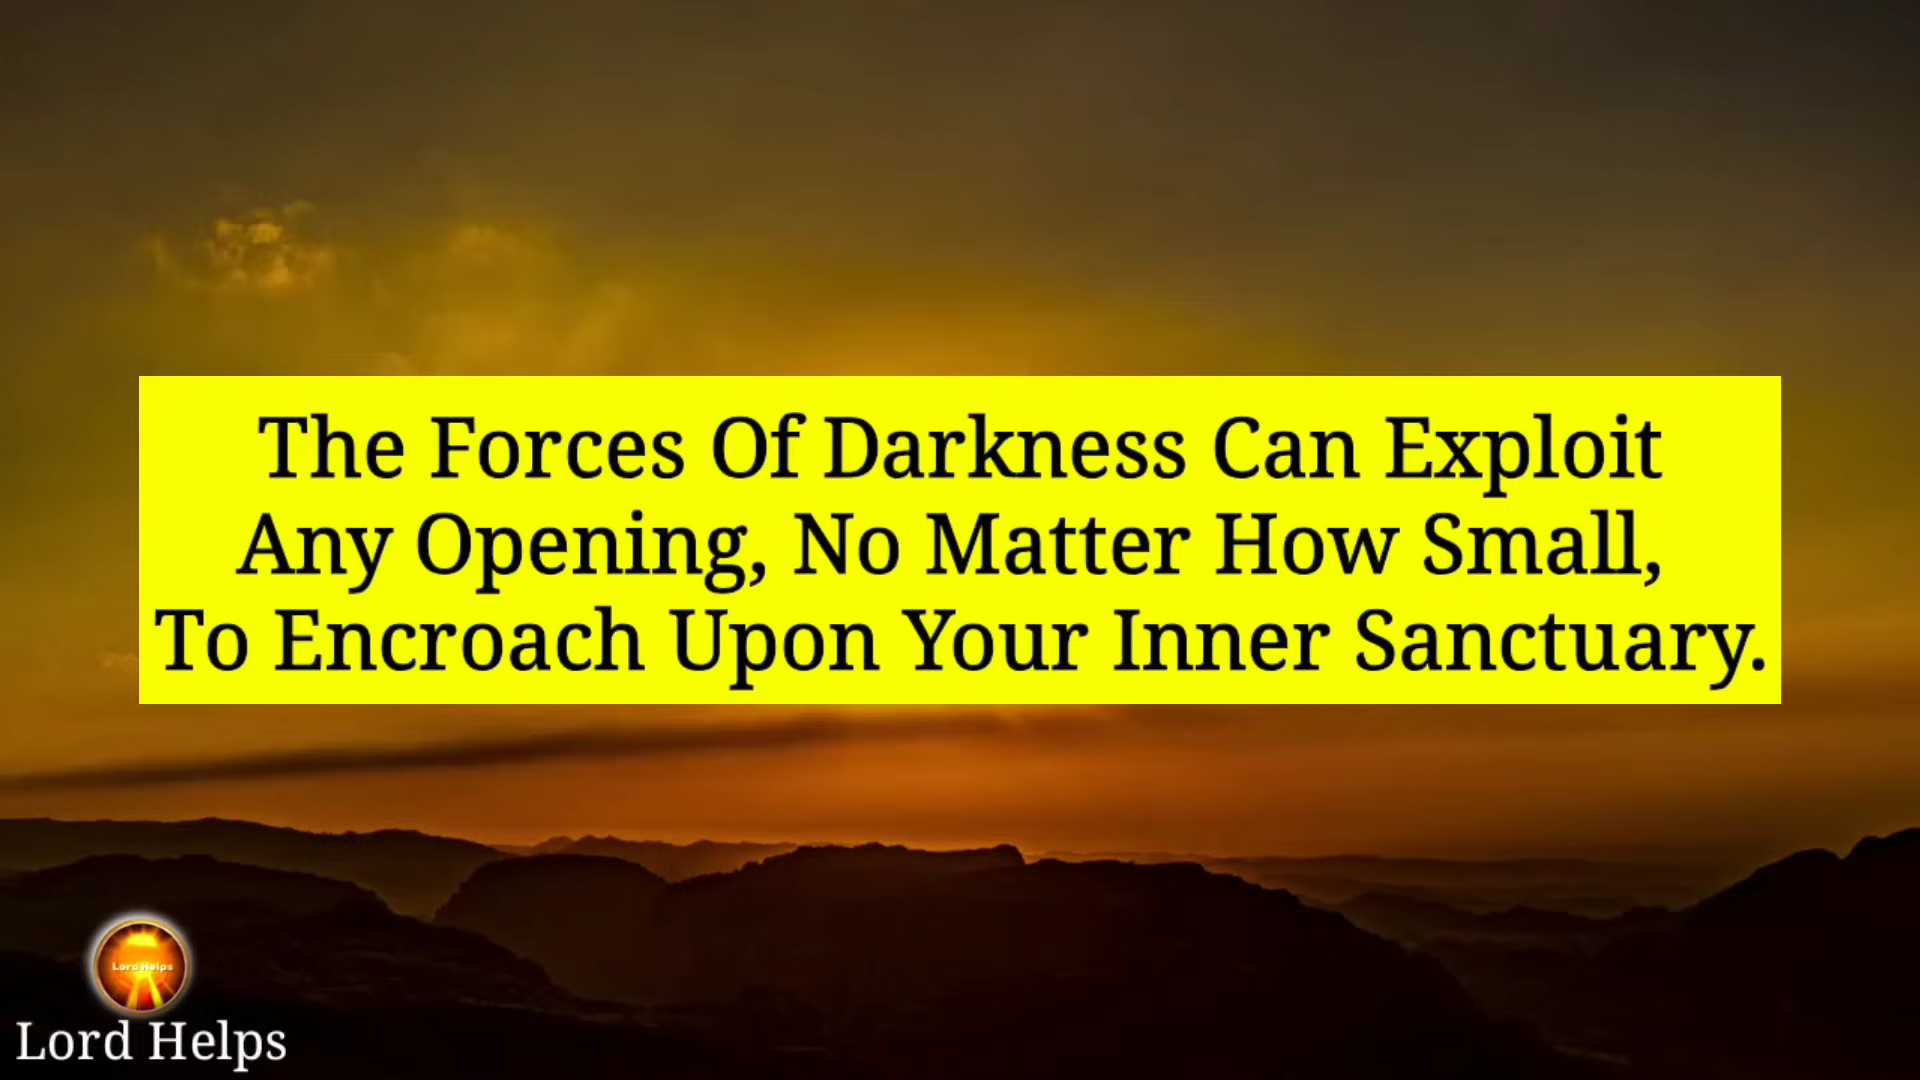 The Forces Of Darkness Can Exploit
Any Opening, No Matter How Small,
To Encroach Upon Your Inner Sanctuary.
Lord Helps
Lord Helps